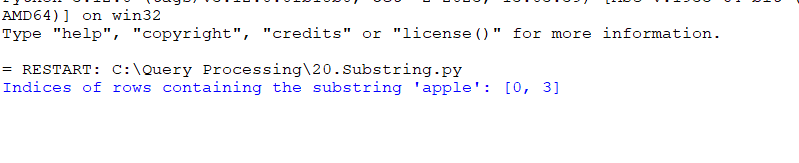 AMD64)] on win32
Type "help", "copyright", "credits" or "license()" for more information.
= RESTART: C:\Query Processing\20.Substring.py
Indices of rows containing the substring 'apple': [0, 3]